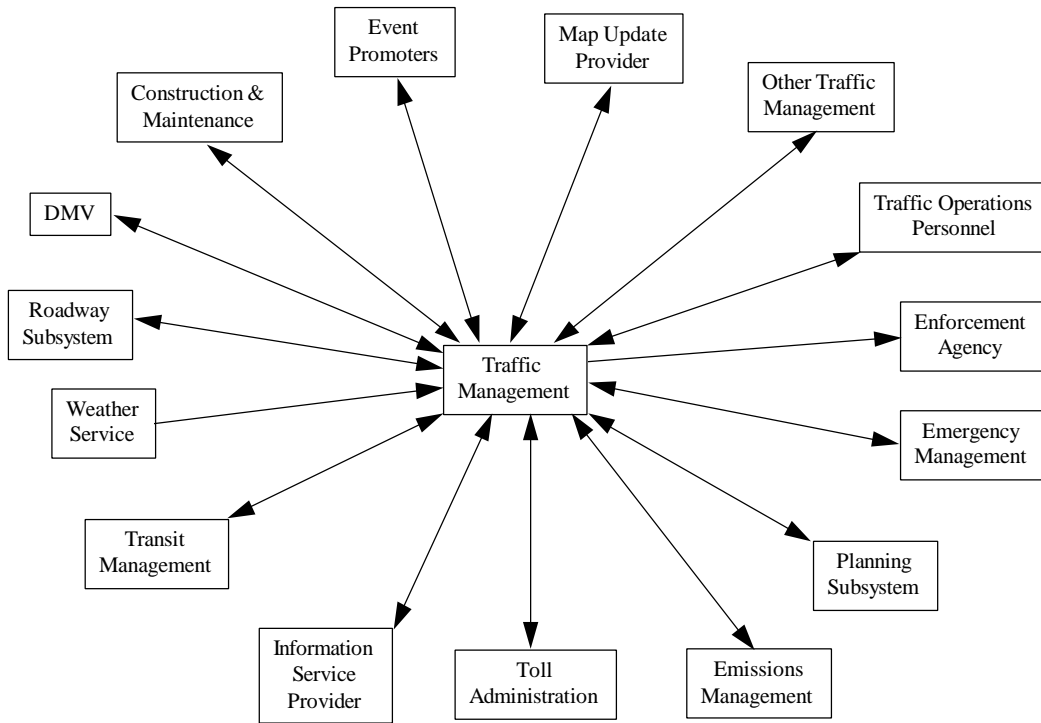 Event
Promoters
Map Update
Provider
Construction &
Maintenance
Other Traffic
Management
DMV
Traffic Operations
Personnel
Roadway
Subsystem
Enforcement
Agency
Traffic
Management
Weather
Service
Emergency
Management
Transit
Management
Planning
Subsystem
Information
Service
Provider
Toll
Administration
Emissions
Management